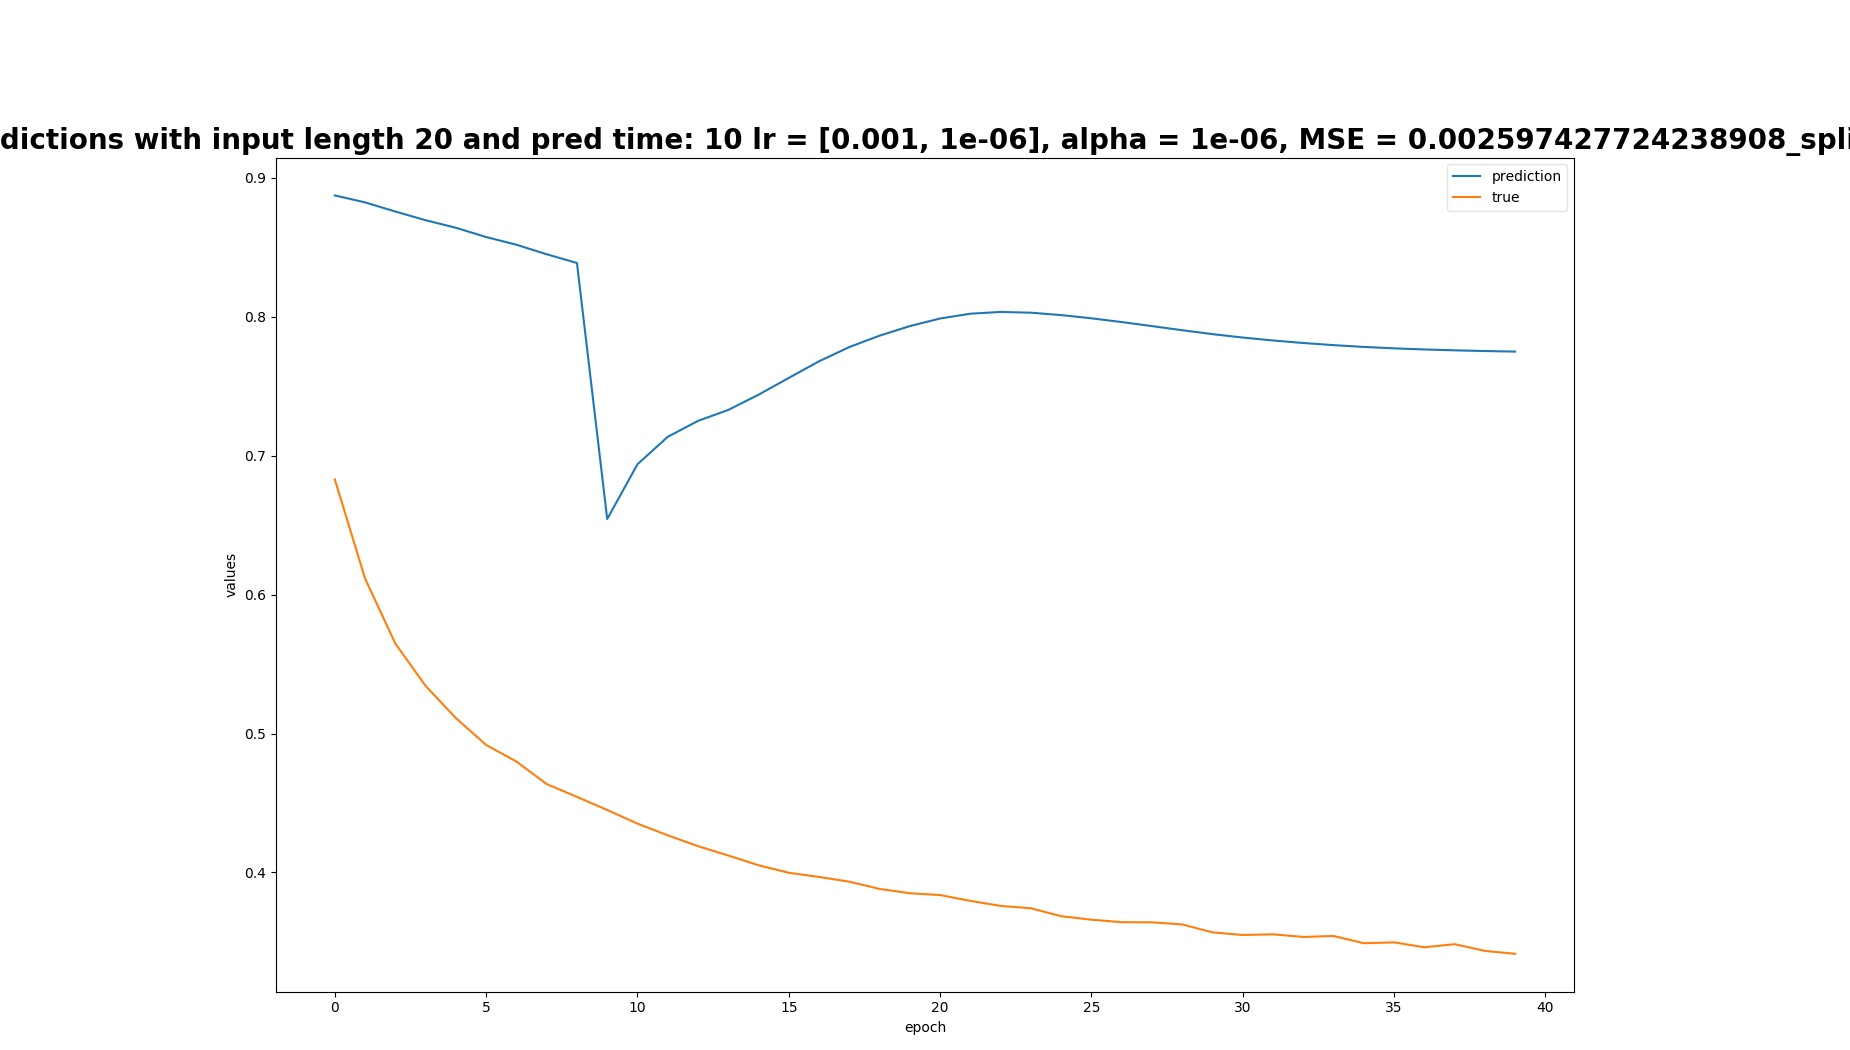 dictions with input length 20 and pred time: 10 lr = [0.001, 1e-06], alpha = 1e-06, MSE = 0.002597427724238908_spli
prediction
true
0.9
0.8
0.7
0.6
0.5
0.4
values
0 5 10 15 20 25 30 35 40
epoch